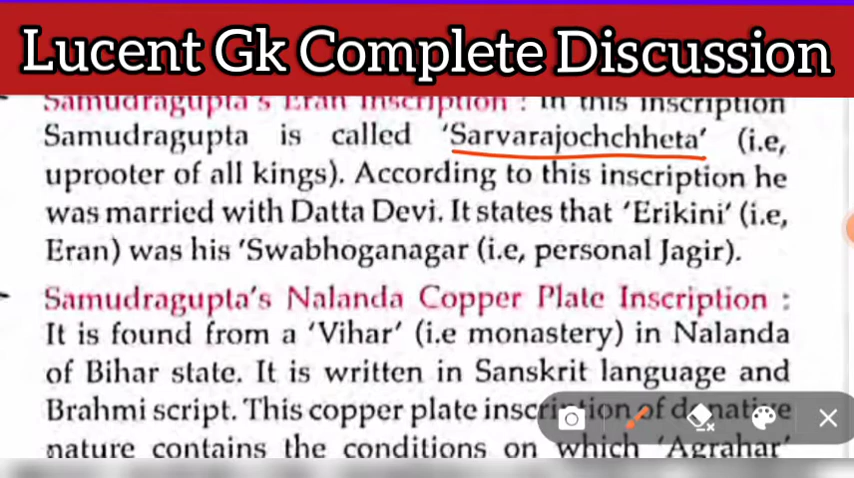 Lucent Gk Complete Discussion
Samudragupta's Eran Inscription : In this inscription
Samudragupta is called 'Sarvarajochchheta' (i.e,
uprooter of all kings). According to this inscription he
was married with Datta Devi. It states that 'Erikini' (i.e,
Eran) was his 'Swabhoganagar (i.e, personal Jagir).
Samudragupta's Nalanda Copper Plate Inscription :
It is found from a 'Vihar' (i.e monastery) in Nalanda
of Bihar state. It is written in Sanskrit language and
Brahmi script. This copper plate inscription of donative
nature contains the conditions on which 'Agrahar'